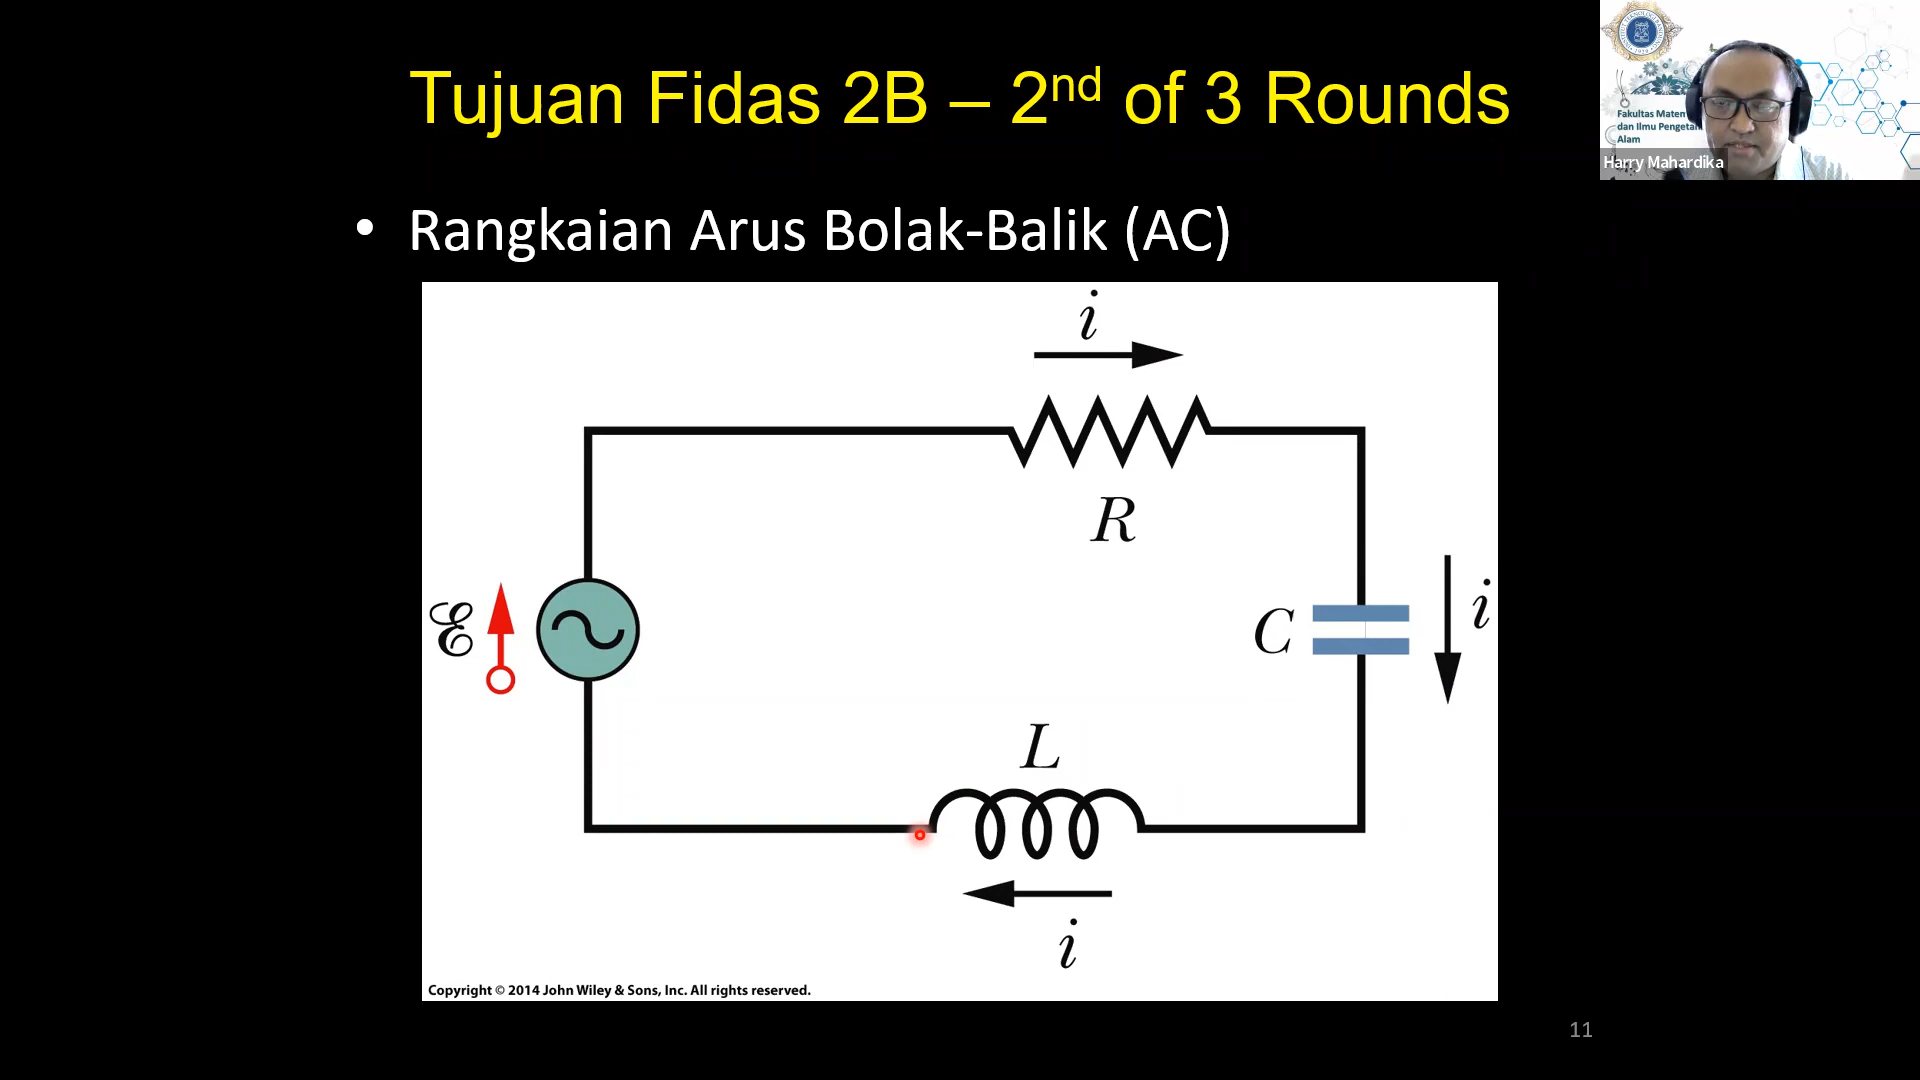 Tujuan Fidas 2B – 2nd of 3 Rounds
Fakultas Matem
dan Ilmu Pengetah
Alam
Harry Mahardika
• Rangkaian Arus Bolak-Balik (AC)
i
R
ℰ
C
i
L
i
Copyright © 2014 John Wiley & Sons, Inc. All rights reserved.
11